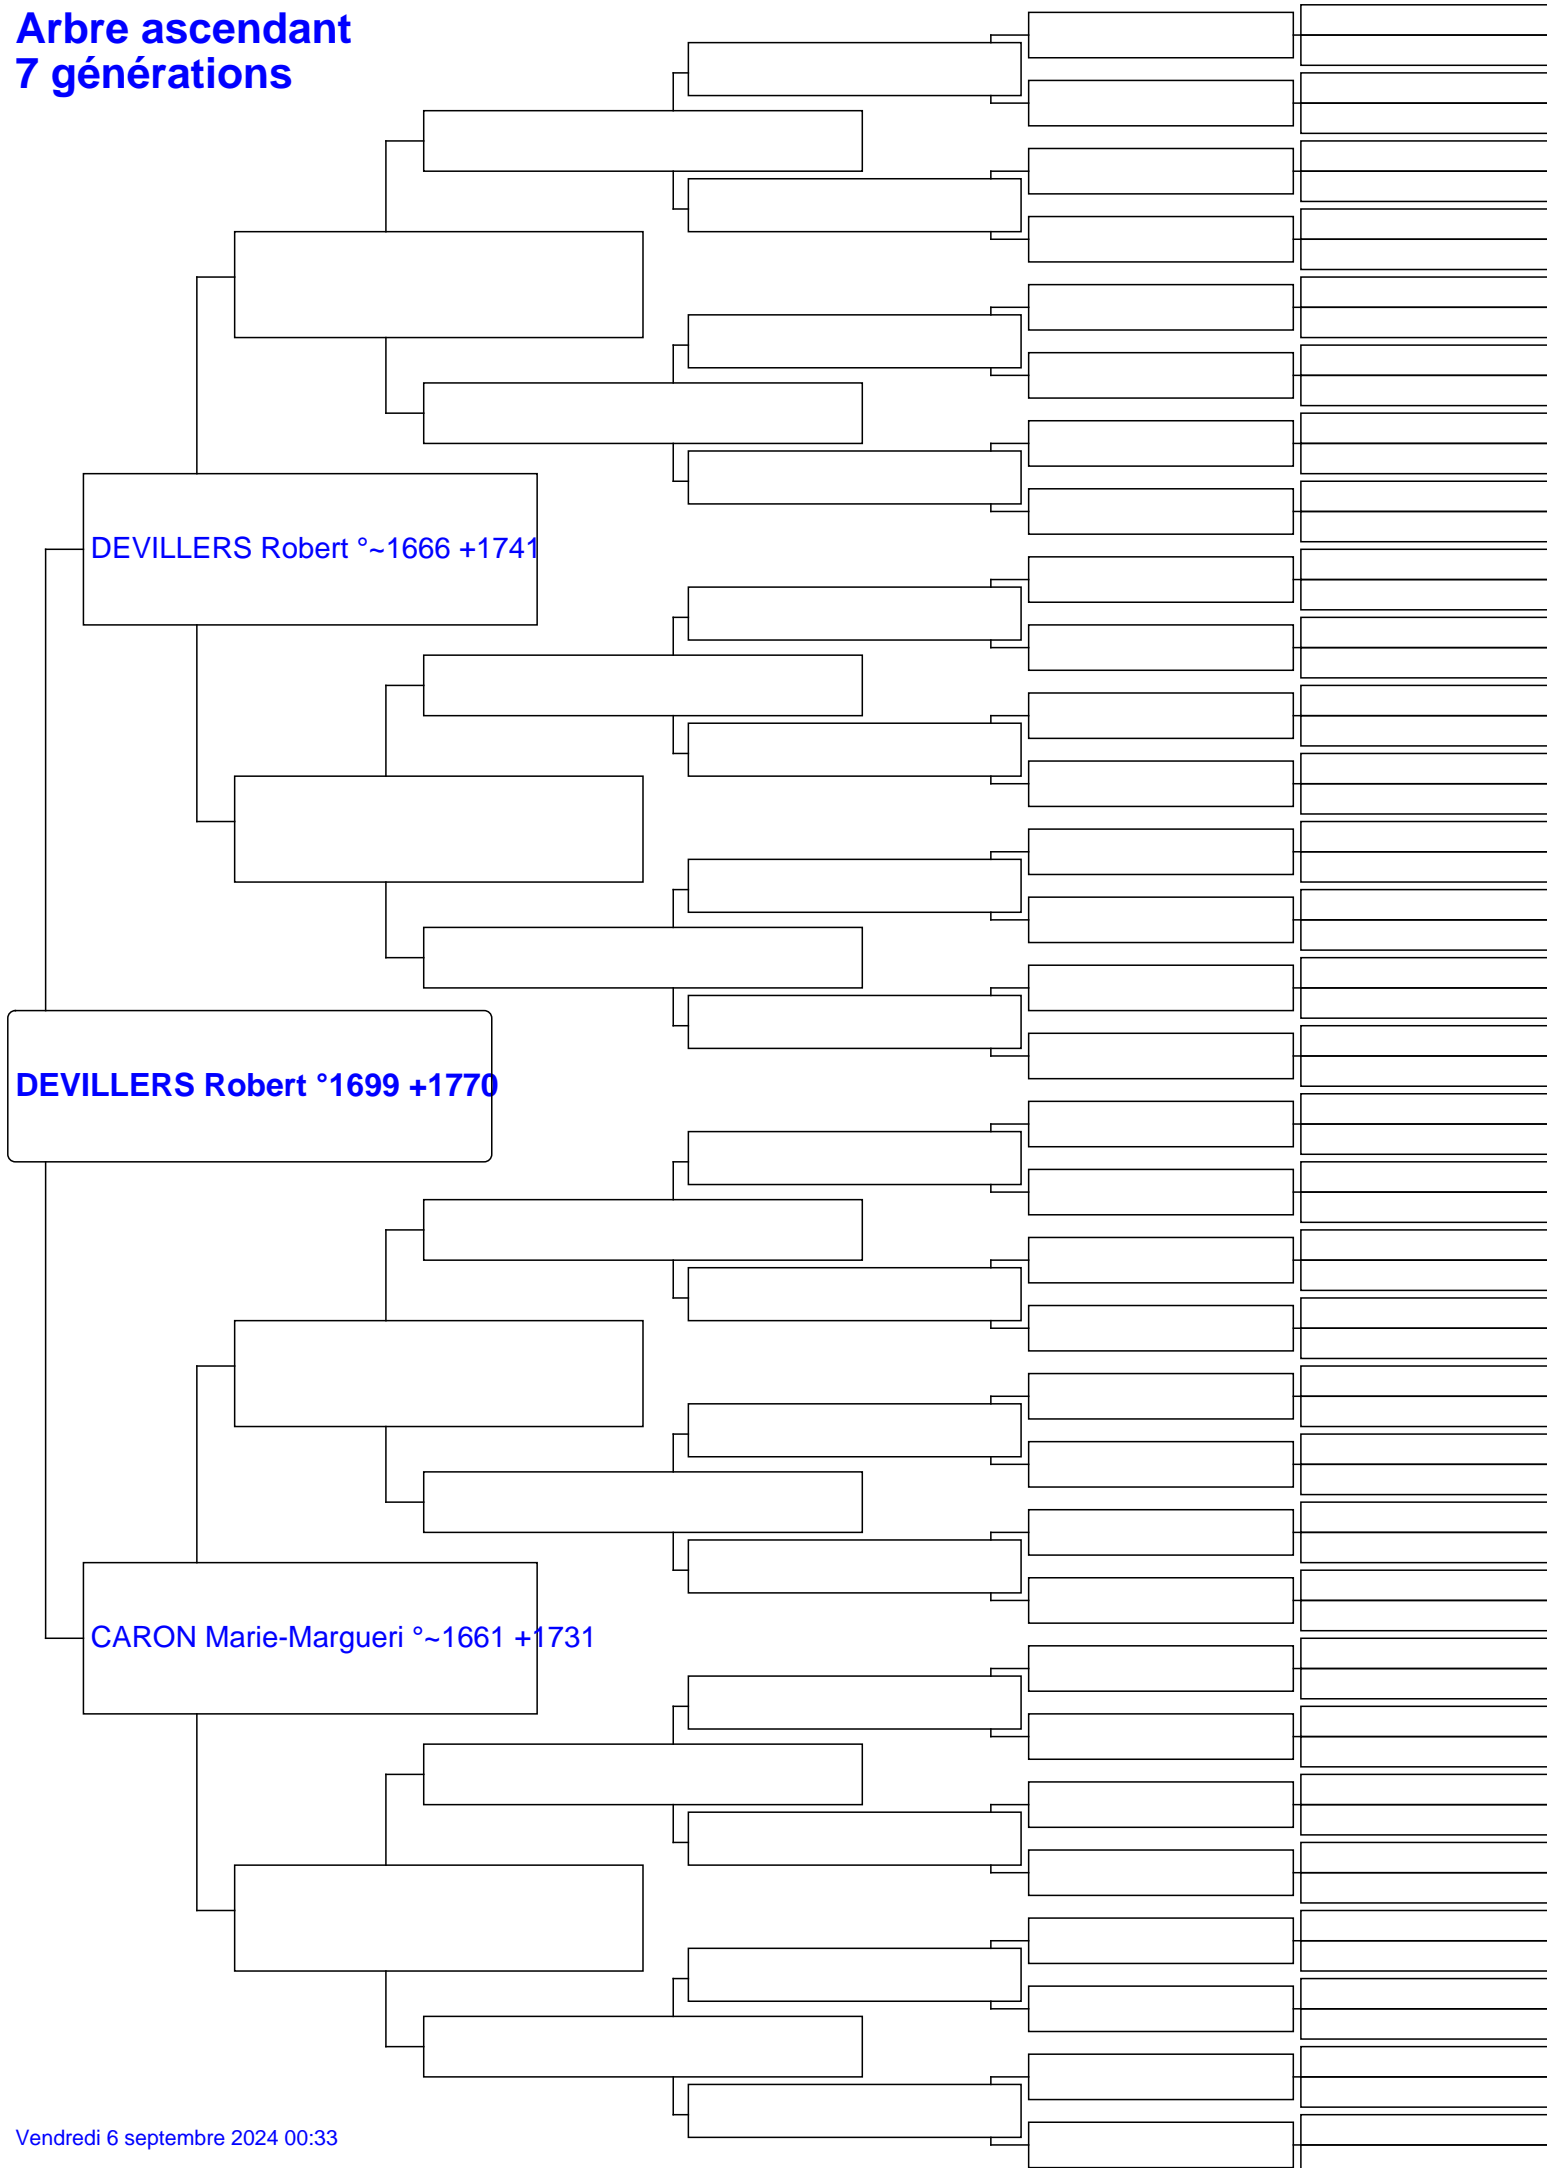 Arbre ascendant
7 générations
DEVILLERS Robert °~1666 +1741
DEVILLERS Robert °1699 +1770
CARON Marie-Margueri °~1661 +1731
Vendredi 6 septembre 2024 00:33